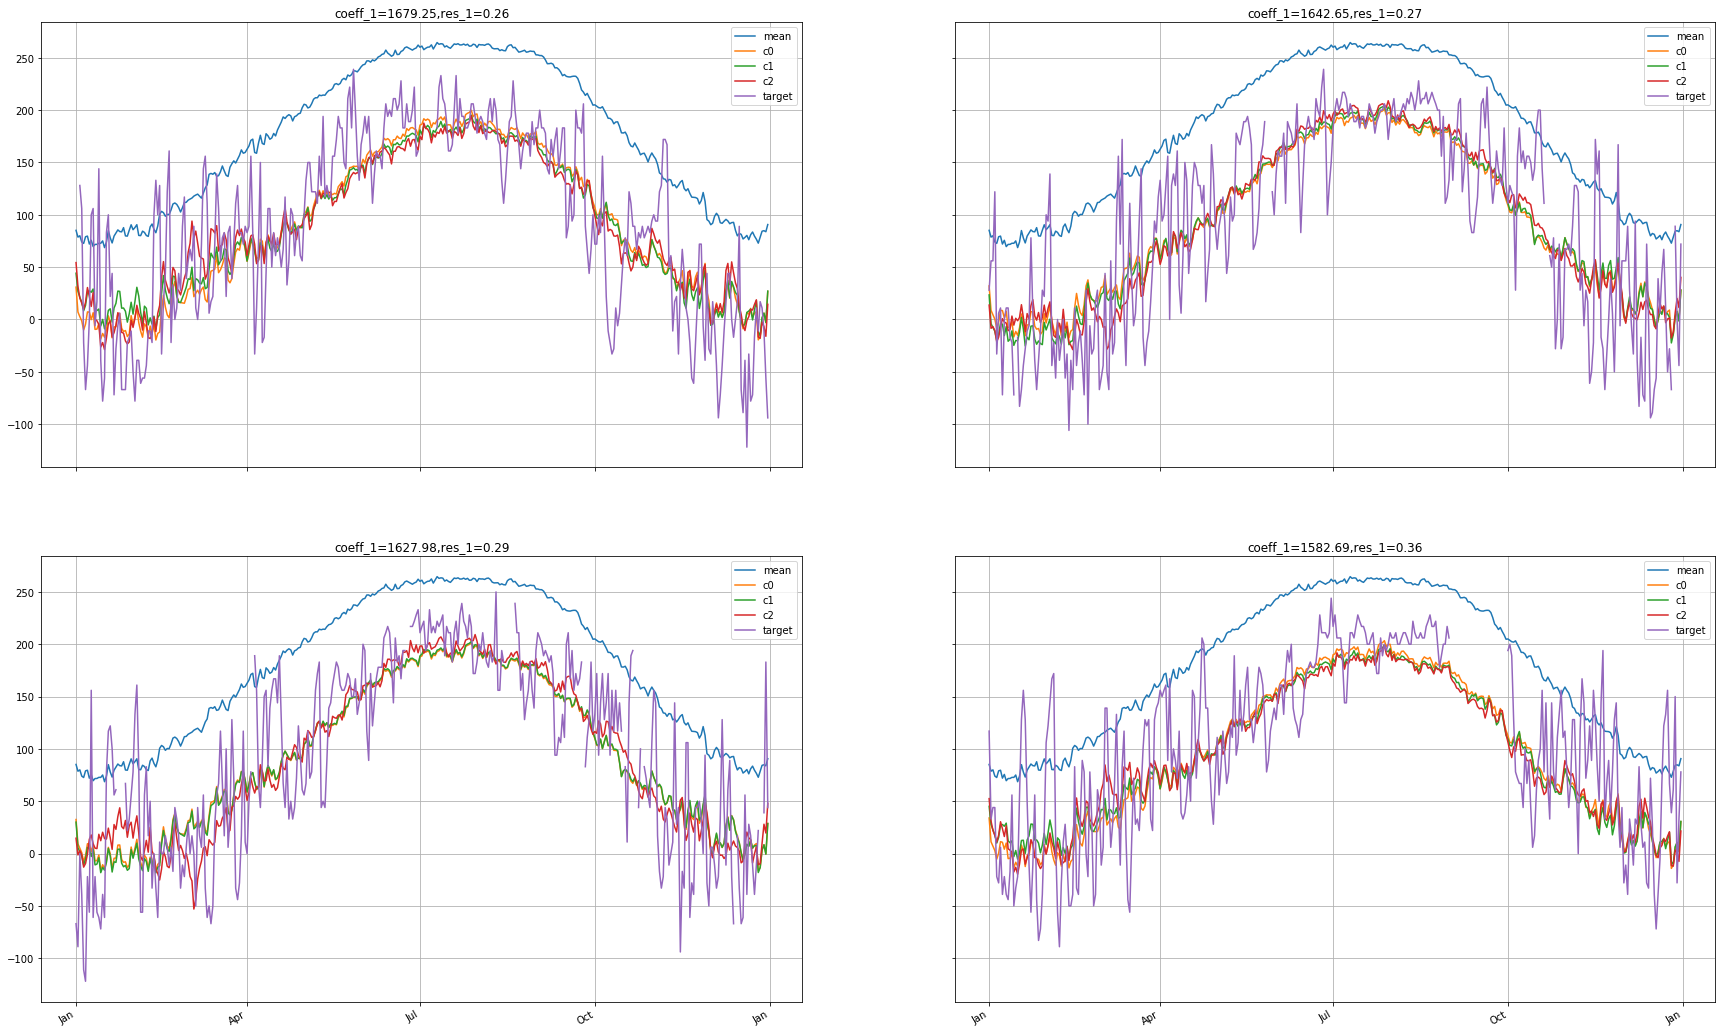 coeff_1=1679.25,res_1=0.26
250
200
150
100
50
0
−50
−100
mean
c0
c1
c2
target
coeff_1=1642.65,res_1=0.27
mean
c0
c1
c2
target
coeff_1=1627.98,res_1=0.29
250
200
150
100
50
0
−50
−100
mean
c0
c1
c2
target
Jan
Apr
Jul
Oct
Jan
coeff_1=1582.69,res_1=0.36
mean
c0
c1
c2
target
Jan
Apr
Jul
Oct
Jan